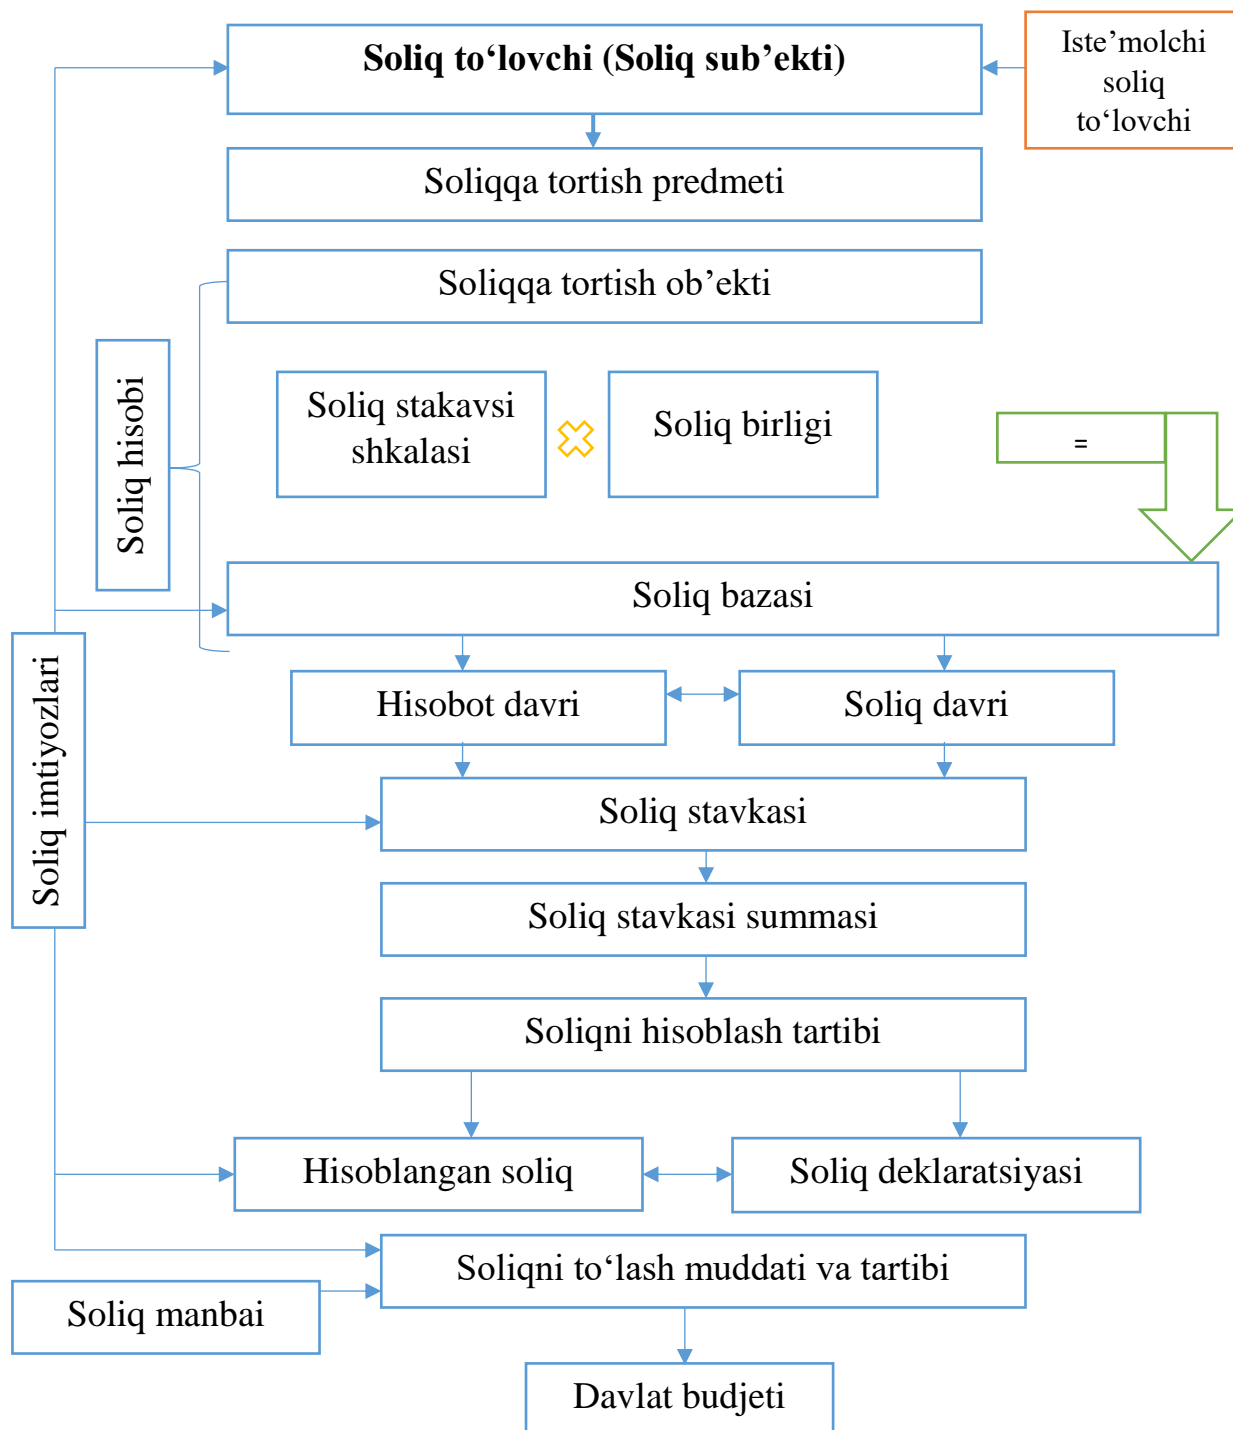 Soliq to‘lovchi (Soliq sub’ekti)
Iste’molchi
soliq
to‘lovchi
Soliqqa tortish predmeti
Soliqqa tortish ob’ekti
Soliq hisobi
Soliq stakavsi
shkalasi
Soliq birligi
=
Soliq bazasi
Soliq imtiyozlari
Hisobot davri
Soliq davri
Soliq stavkasi
Soliq stavkasi summasi
Soliqni hisoblash tartibi
Hisoblangan soliq
Soliq deklaratsiyasi
Soliqni to‘lash muddati va tartibi
Soliq manbai
Davlat budjeti